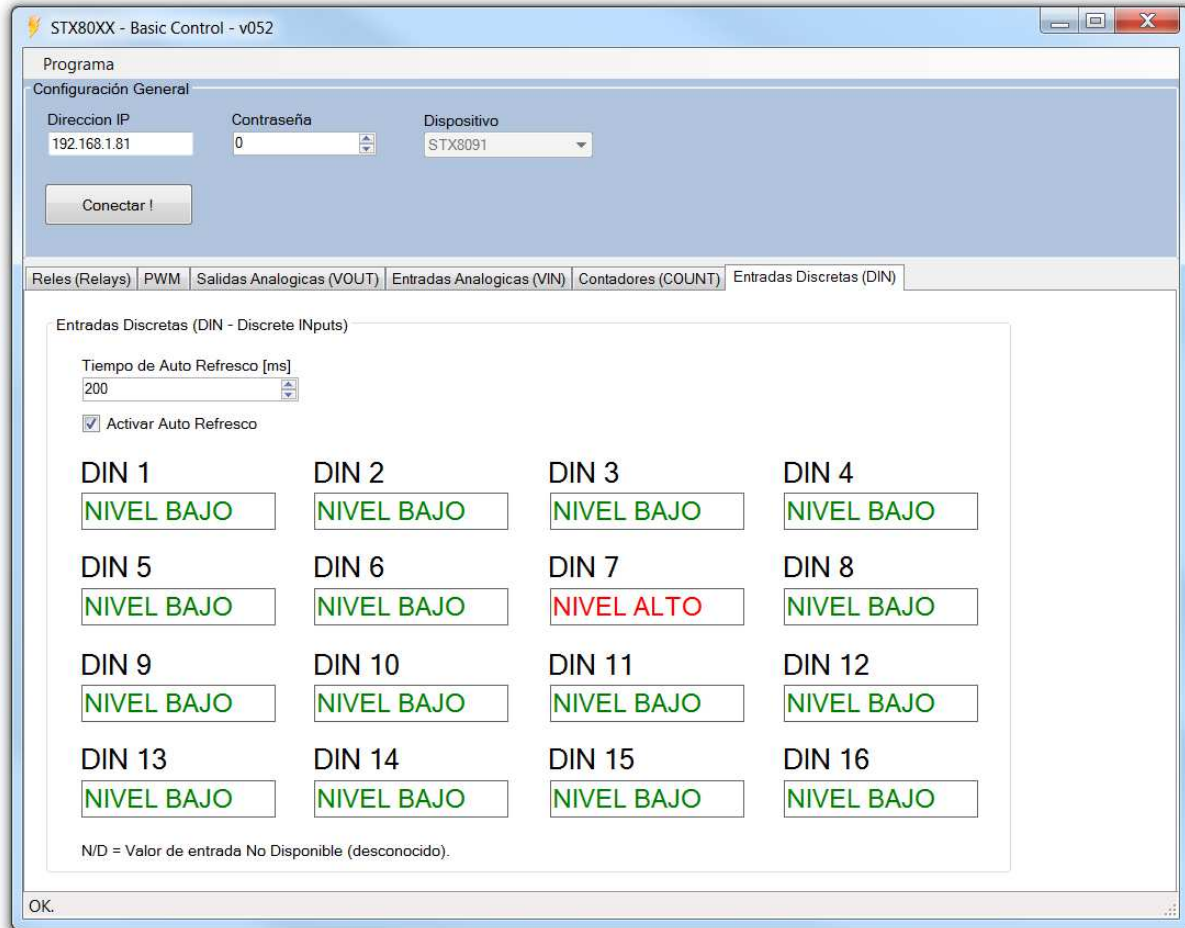 STX80XX - Basic Control - v052
Programa
Configuración General
Direccion IP Contraseña Dispositivo
192.168.1.81 0 STX8091
Conectar !
Reles (Relays) PWM Salidas Analogicas (VOUT) Entradas Analogicas (VIN) Contadores (COUNT) Entradas Discretas (DIN)
Entradas Discretas (DIN - Discrete INputs)
Tiempo de Auto Refresco [ms]
200
Activar Auto Refresco
DIN 1 DIN 2 DIN 3 DIN 4
NIVEL BAJO NIVEL BAJO NIVEL BAJO NIVEL BAJO
DIN 5 DIN 6 DIN 7 DIN 8
NIVEL BAJO NIVEL BAJO NIVEL ALTO NIVEL BAJO
DIN 9 DIN 10 DIN 11 DIN 12
NIVEL BAJO NIVEL BAJO NIVEL BAJO NIVEL BAJO
DIN 13 DIN 14 DIN 15 DIN 16
NIVEL BAJO NIVEL BAJO NIVEL BAJO NIVEL BAJO
N/D = Valor de entrada No Disponible (desconocido).
OK.